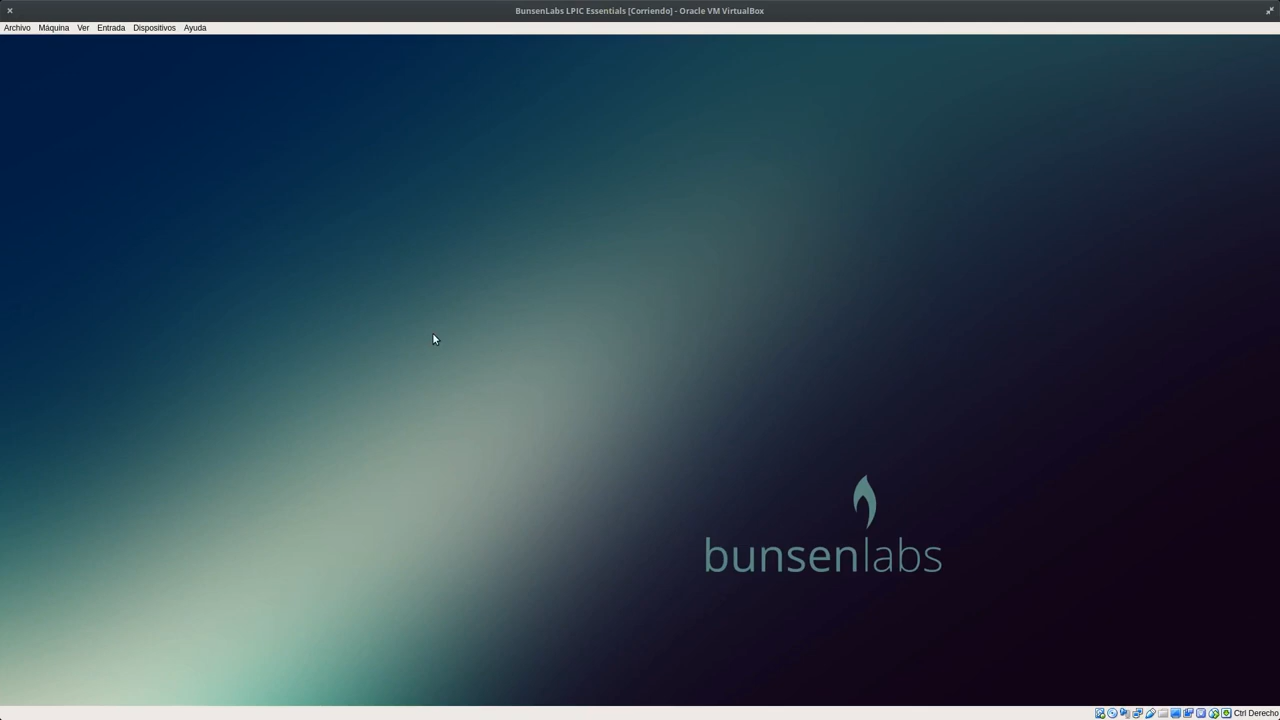 BunsenLabs LPIC Essentials [Corriendo] - Oracle VM VirtualBox
Archivo Máquina Ver Entrada Dispositivos Ayuda
bunsenlabs
Ctrl Derecho